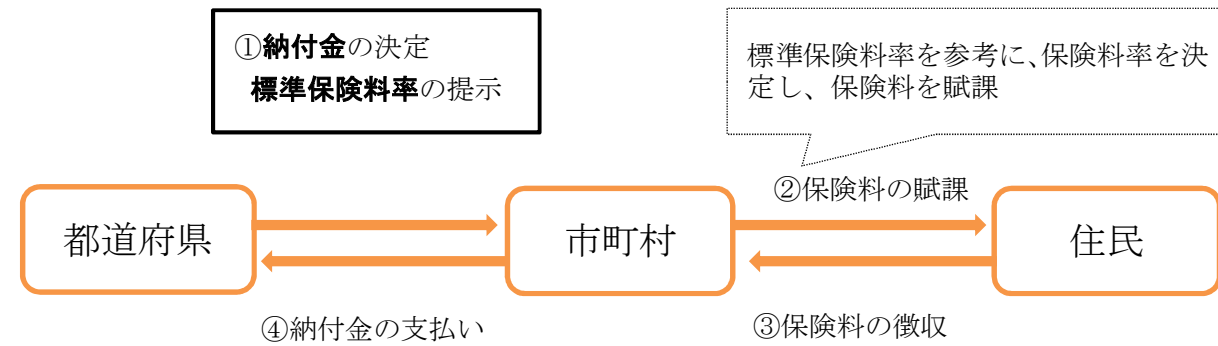 ①納付金の決定
標準保険料率の提示
標準保険料率を参考に、保険料率を決
定し、保険料を賦課
②保険料の賦課
都道府県
市町村
住民
④納付金の支払い
③保険料の徴収